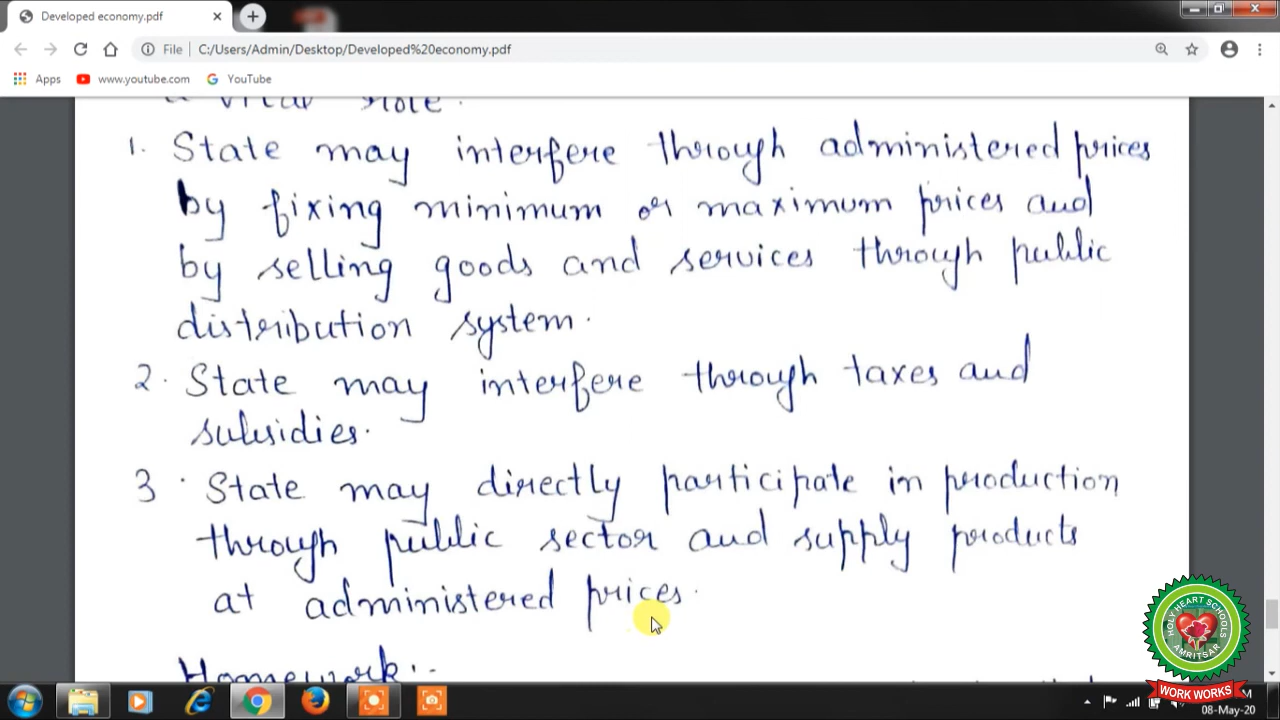 Developed economy.pdf
File
C:/Users/Admin/Desktop/Developed%20economy.pdf
Apps
www.youtube.com
YouTube
a vital role.
1. State may interfere through administered prices
by fixing minimum or maximum prices and
by selling goods and services through public
distribution system.
2. State may interfere through taxes and
subsidies.
3. State may directly participate in production
through public sector and supply products
at administered prices.
Homework:-
HOLY HEART SCHOOLS
AMRITSAR
WORK WORKS
08-May-20